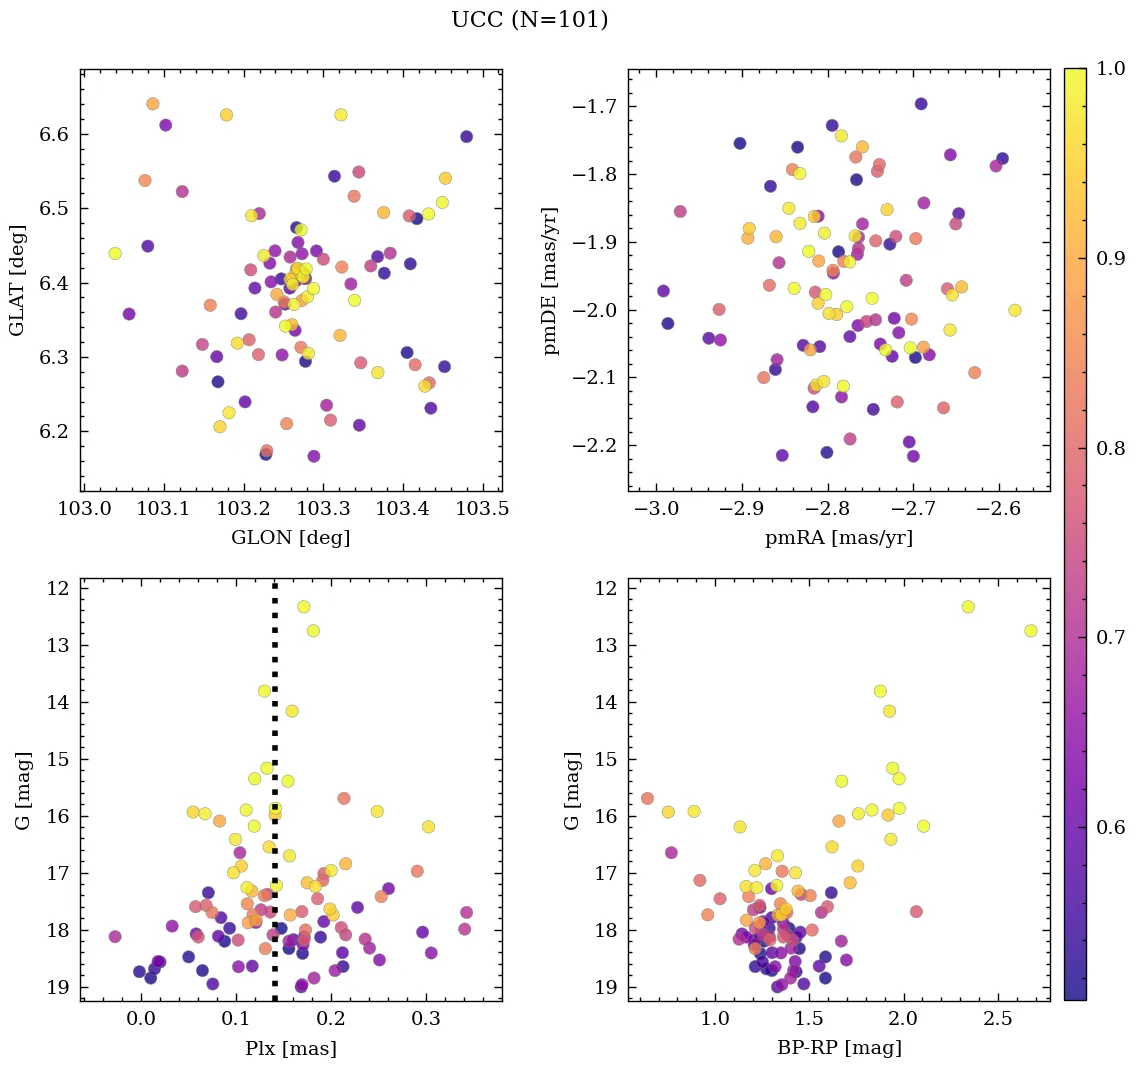 UCC (N=101)
6.6
6.5
6.4
6.3
6.2
GLAT [deg]
103.0 103.1 103.2 103.3 103.4 103.5
GLON [deg]
−1.7
−1.8
−1.9
−2.0
−2.1
−2.2
pmDE [mas/yr]
−3.0 −2.9 −2.8 −2.7 −2.6
pmRA [mas/yr]
1.0
0.9
0.8
0.7
0.6
12
13
14
15
16
17
18
19
G [mag]
0.0 0.1 0.2 0.3
Plx [mas]
12
13
14
15
16
17
18
19
G [mag]
1.0 1.5 2.0 2.5
BP-RP [mag]